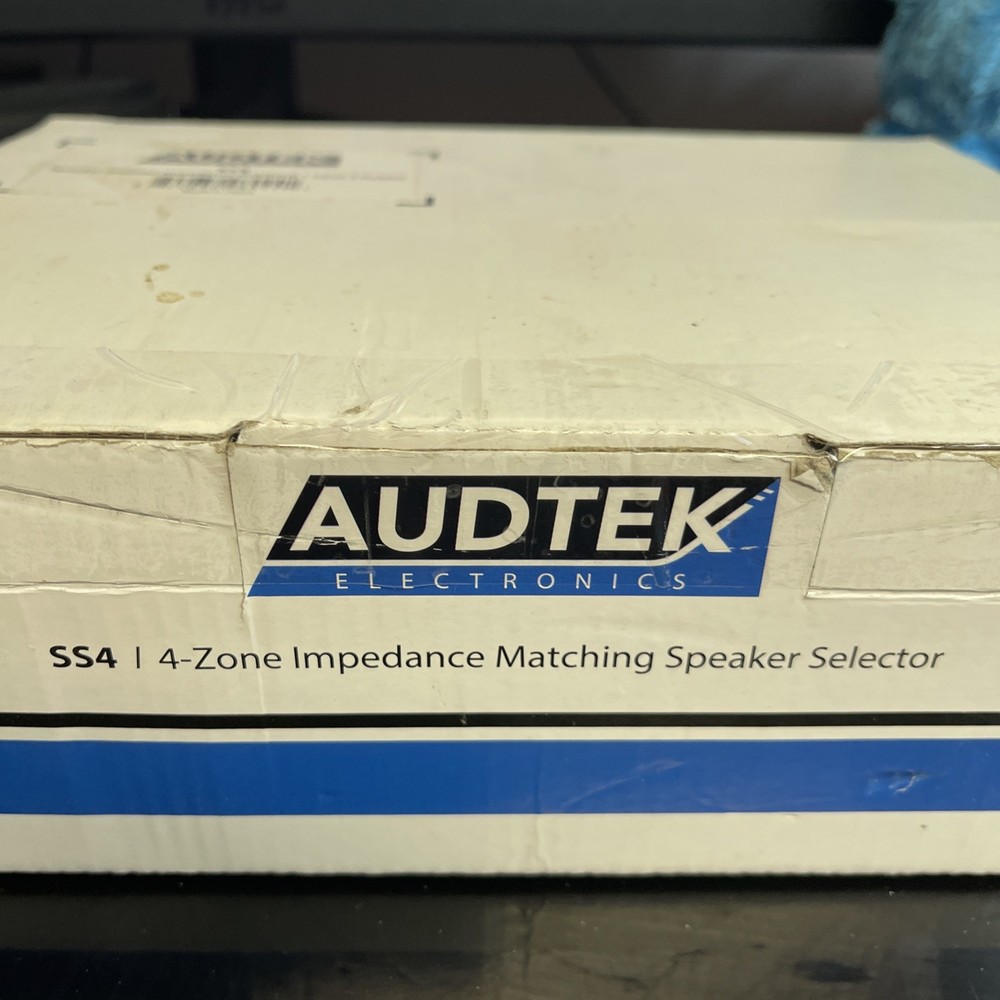 AUDTEK
ELECTRONICS
SS4 | 4-Zone Impedance Matching Speaker Selector